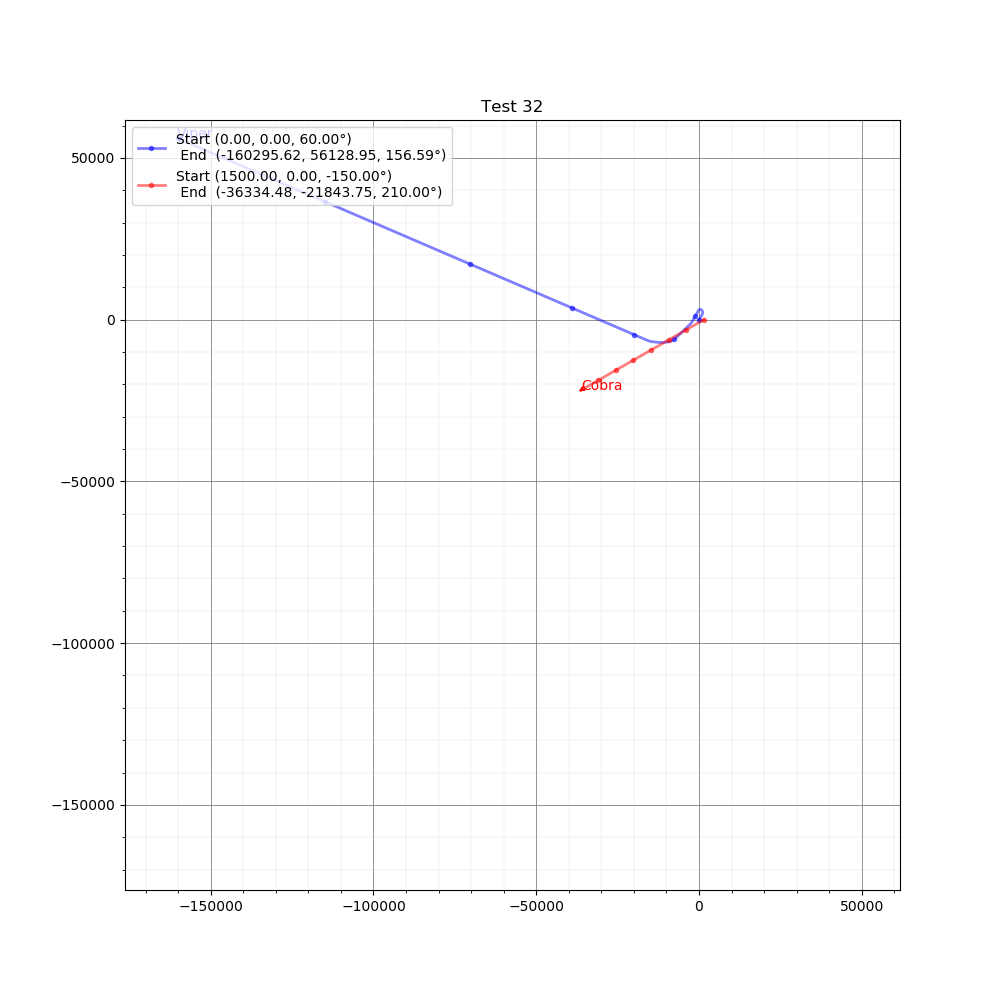 Test 32
Viper
Start (0.00, 0.00, 60.00°)
End (-160295.62, 56128.95, 156.59°)
Start (1500.00, 0.00, -150.00°)
End (-36334.48, -21843.75, 210.00°)
50000
0
−50000
−100000
−150000
Cobra
−150000
−100000
−50000
0
50000